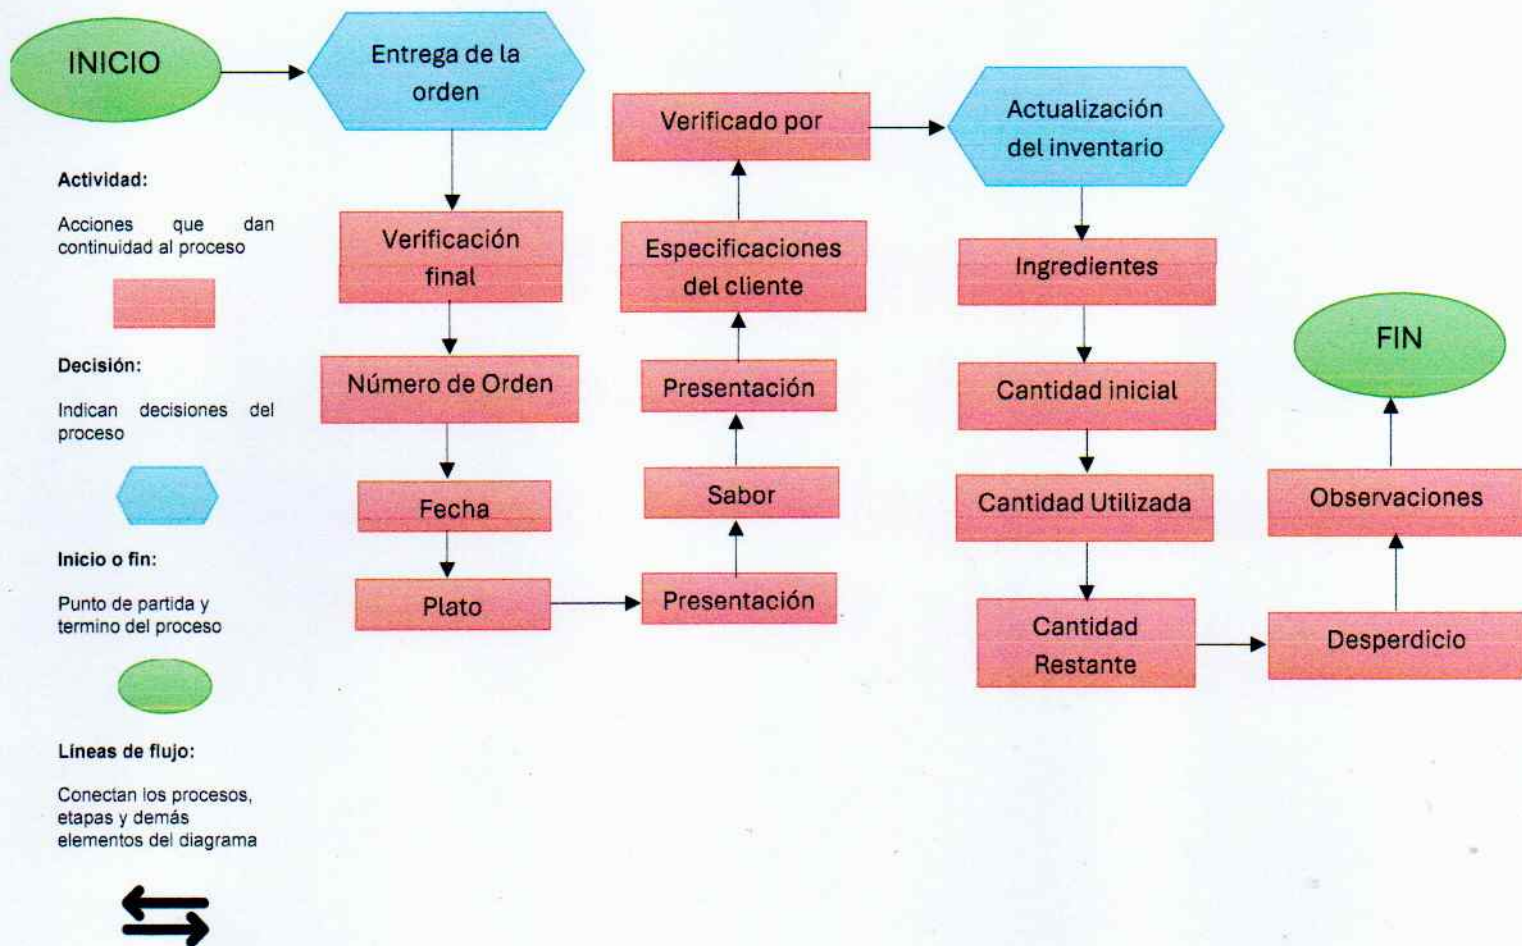 INICIO
Entrega de la
orden
Verificación
final
Número de Orden
Fecha
Plato
Presentación
Sabor
Presentación
Especificaciones
del cliente
Verificado por
Actualización
del inventario
Ingredientes
Cantidad inicial
Cantidad Utilizada
Cantidad
Restante
Desperdicio
Observaciones
FIN
Actividad:
Acciones que dan
continuidad al proceso
Decisión:
Indican decisiones del
proceso
Inicio o fin:
Punto de partida y
termino del proceso
Líneas de flujo:
Conectan los procesos,
etapas y demás
elementos del diagrama